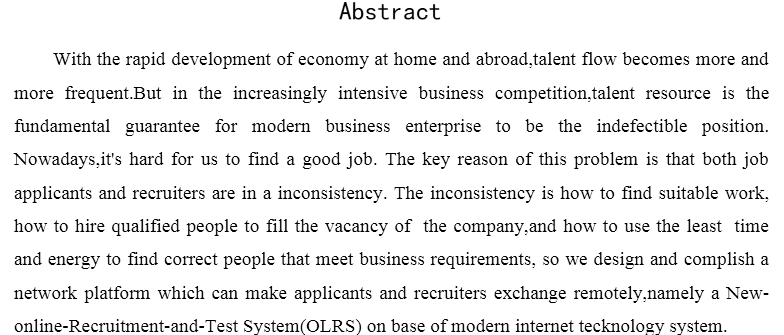 Abstract
With the rapid development of economy at home and abroad,talent flow becomes more and
more frequent.But in the increasingly intensive business competition,talent resource is the
fundamental guarantee for modern business enterprise to be the indefectible position.
Nowadays,it's hard for us to find a good job. The key reason of this problem is that both job
applicants and recruiters are in a inconsistency. The inconsistency is how to find suitable work,
how to hire qualified people to fill the vacancy of  the company,and how to use the least  time
and energy to find correct people that meet business requirements, so we design and complish a
network platform which can make applicants and recruiters exchange remotely,namely a New-
online-Recruitment-and-Test System(OLRS) on base of modern internet tecknology system.